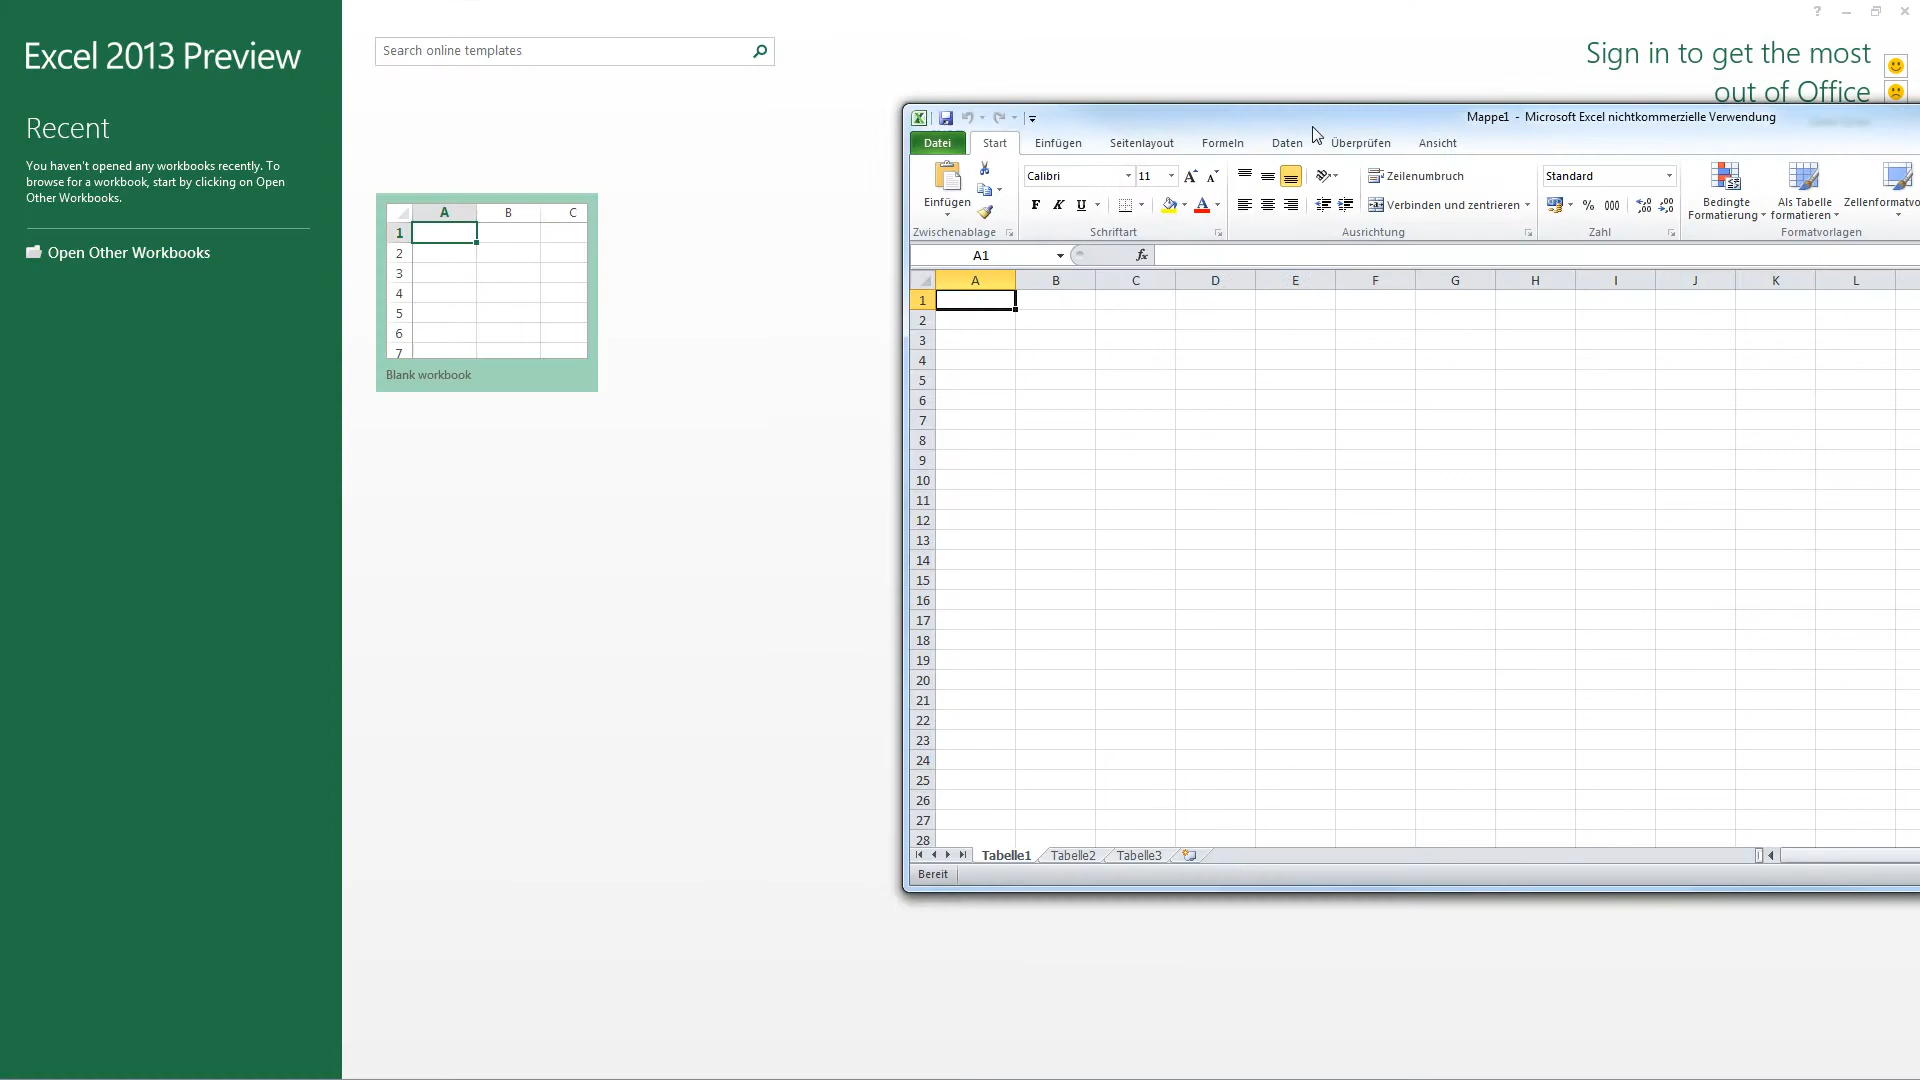 Excel 2013 Preview
Recent
You haven't opened any workbooks recently. To
browse for a workbook, start by clicking on Open
Other Workbooks.
Open Other Workbooks
Search online templates
Sign in to get the most
out of Office
A B C
1
2
3
4
5
6
7
Blank workbook
Mappe1 - Microsoft Excel nichtkommerzielle Verwendung
Datei Start Einfügen Seitenlayout Formeln Daten Überprüfen Ansicht
Einfügen
Zwischenablage
Calibri 11
F K U
Schriftart
Zeilenumbruch
Verbinden und zentrieren
Ausrichtung
Standard
% 000
Zahl
Bedingte
Formatierung
Als Tabelle
formatieren
Zellenformatvo
Formatvorlagen
A1 fx
A B C D E F G H I J K L
1
2
3
4
5
6
7
8
9
10
11
12
13
14
15
16
17
18
19
20
21
22
23
24
25
26
27
28
Tabelle1 Tabelle2 Tabelle3
Bereit